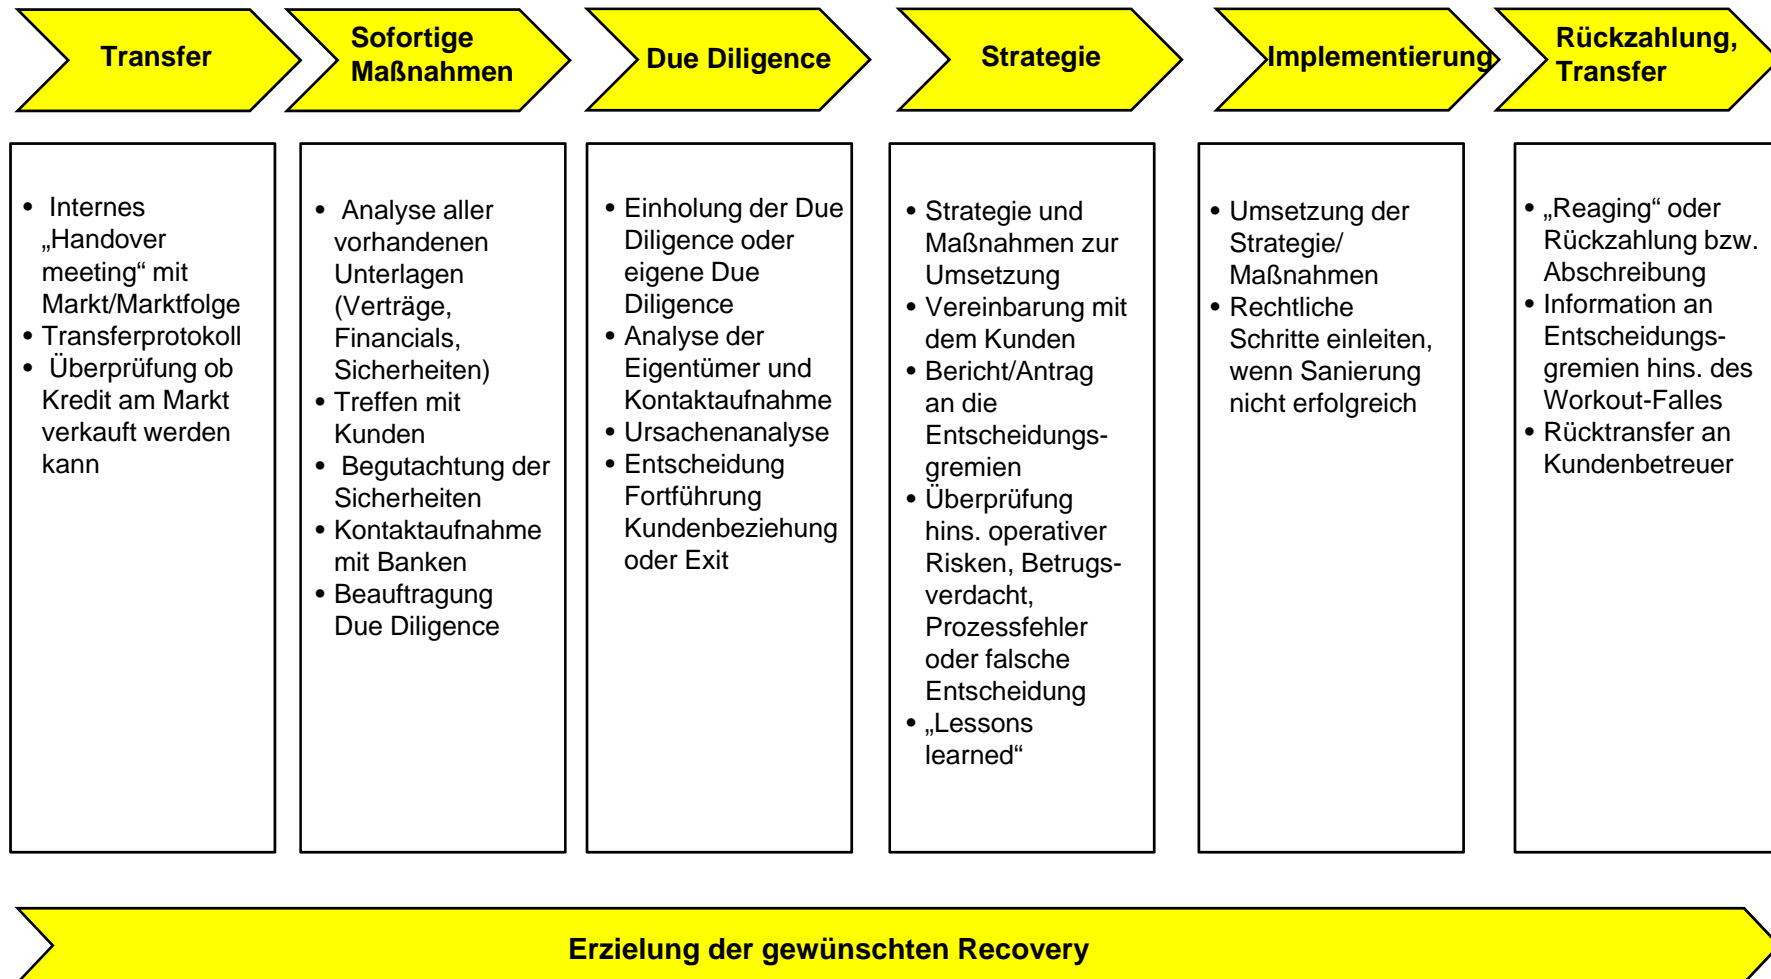 Transfer
Sofortige
Maßnahmen
Due Diligence
Strategie
Implementierung
Rückzahlung,
Transfer
• Internes
„Handover
meeting“ mit
Markt/Marktfolge
• Transferprotokoll
• Überprüfung ob
Kredit am Markt
verkauft werden
kann
• Analyse aller
vorhandenen
Unterlagen
(Verträge,
Financials,
Sicherheiten)
• Treffen mit
Kunden
• Begutachtung der
Sicherheiten
• Kontaktaufnahme
mit Banken
• Beauftragung
Due Diligence
• Einholung der Due
Diligence oder
eigene Due
Diligence
• Analyse der
Eigentümer und
Kontaktaufnahme
• Ursachenanalyse
• Entscheidung
Fortführung
Kundenbeziehung
oder Exit
• Strategie und
Maßnahmen zur
Umsetzung
• Vereinbarung mit
dem Kunden
• Bericht/Antrag
an die
Entscheidungs-
gremien
• Überprüfung
hins. operativer
Risken, Betrugs-
verdacht,
Prozessfehler
oder falsche
Entscheidung
• „Lessons
learned“
• Umsetzung der
Strategie/
Maßnahmen
• Rechtliche
Schritte einleiten,
wenn Sanierung
nicht erfolgreich
• „Reaging” oder
Rückzahlung bzw.
Abschreibung
• Information an
Entscheidungs-
gremien hins. des
Workout-Falles
• Rücktransfer an
Kundenbetreuer
Erzielung der gewünschten Recovery